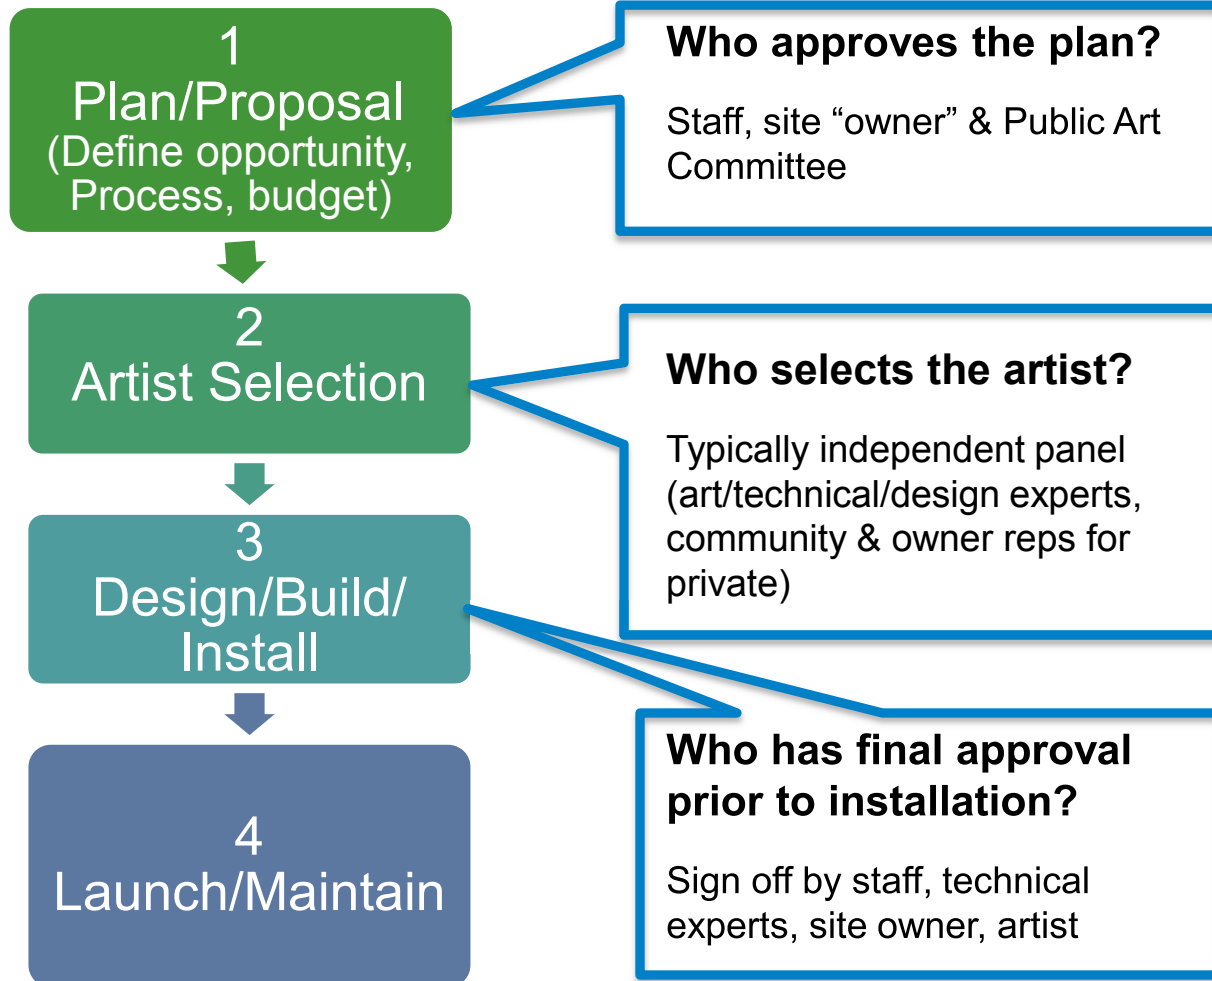 1
Plan/Proposal
(Define opportunity,
Process, budget)
Who approves the plan?
Staff, site “owner” & Public Art
Committee
2
Artist Selection
Who selects the artist?
Typically independent panel
(art/technical/design experts,
community & owner reps for
private)
3
Design/Build/
Install
Who has final approval
prior to installation?
Sign off by staff, technical
experts, site owner, artist
4
Launch/Maintain